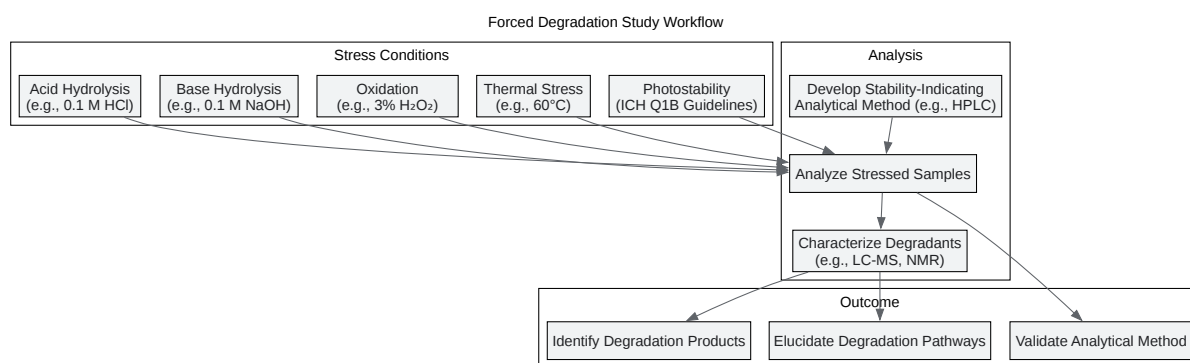 Forced Degradation Study Workflow
Stress Conditions
Acid Hydrolysis
(e.g., 0.1 M HCl)
Base Hydrolysis
(e.g., 0.1 M NaOH)
Oxidation
(e.g., 3% H₂O₂)
Thermal Stress
(e.g., 60°C)
Photostability
(ICH Q1B Guidelines)
Analysis
Develop Stability-Indicating
Analytical Method (e.g., HPLC)
Analyze Stressed Samples
Characterize Degradants
(e.g., LC-MS, NMR)
Outcome
Identify Degradation Products
Elucidate Degradation Pathways
Validate Analytical Method